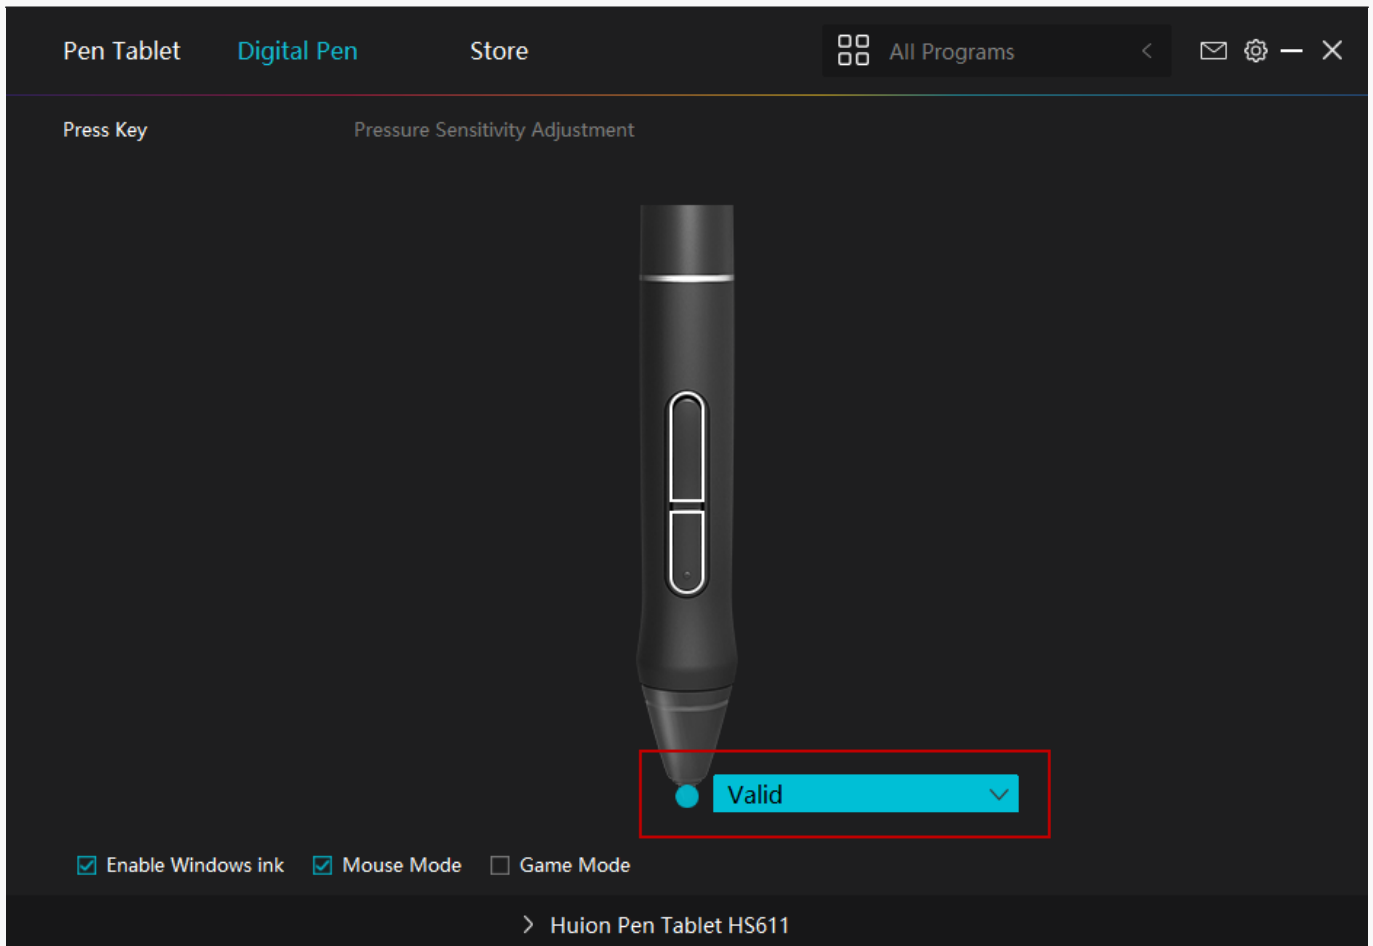 Pen Tablet Digital Pen Store All Programs
Press Key Pressure Sensitivity Adjustment
Valid
Enable Windows ink Mouse Mode Game Mode
Huion Pen Tablet HS611